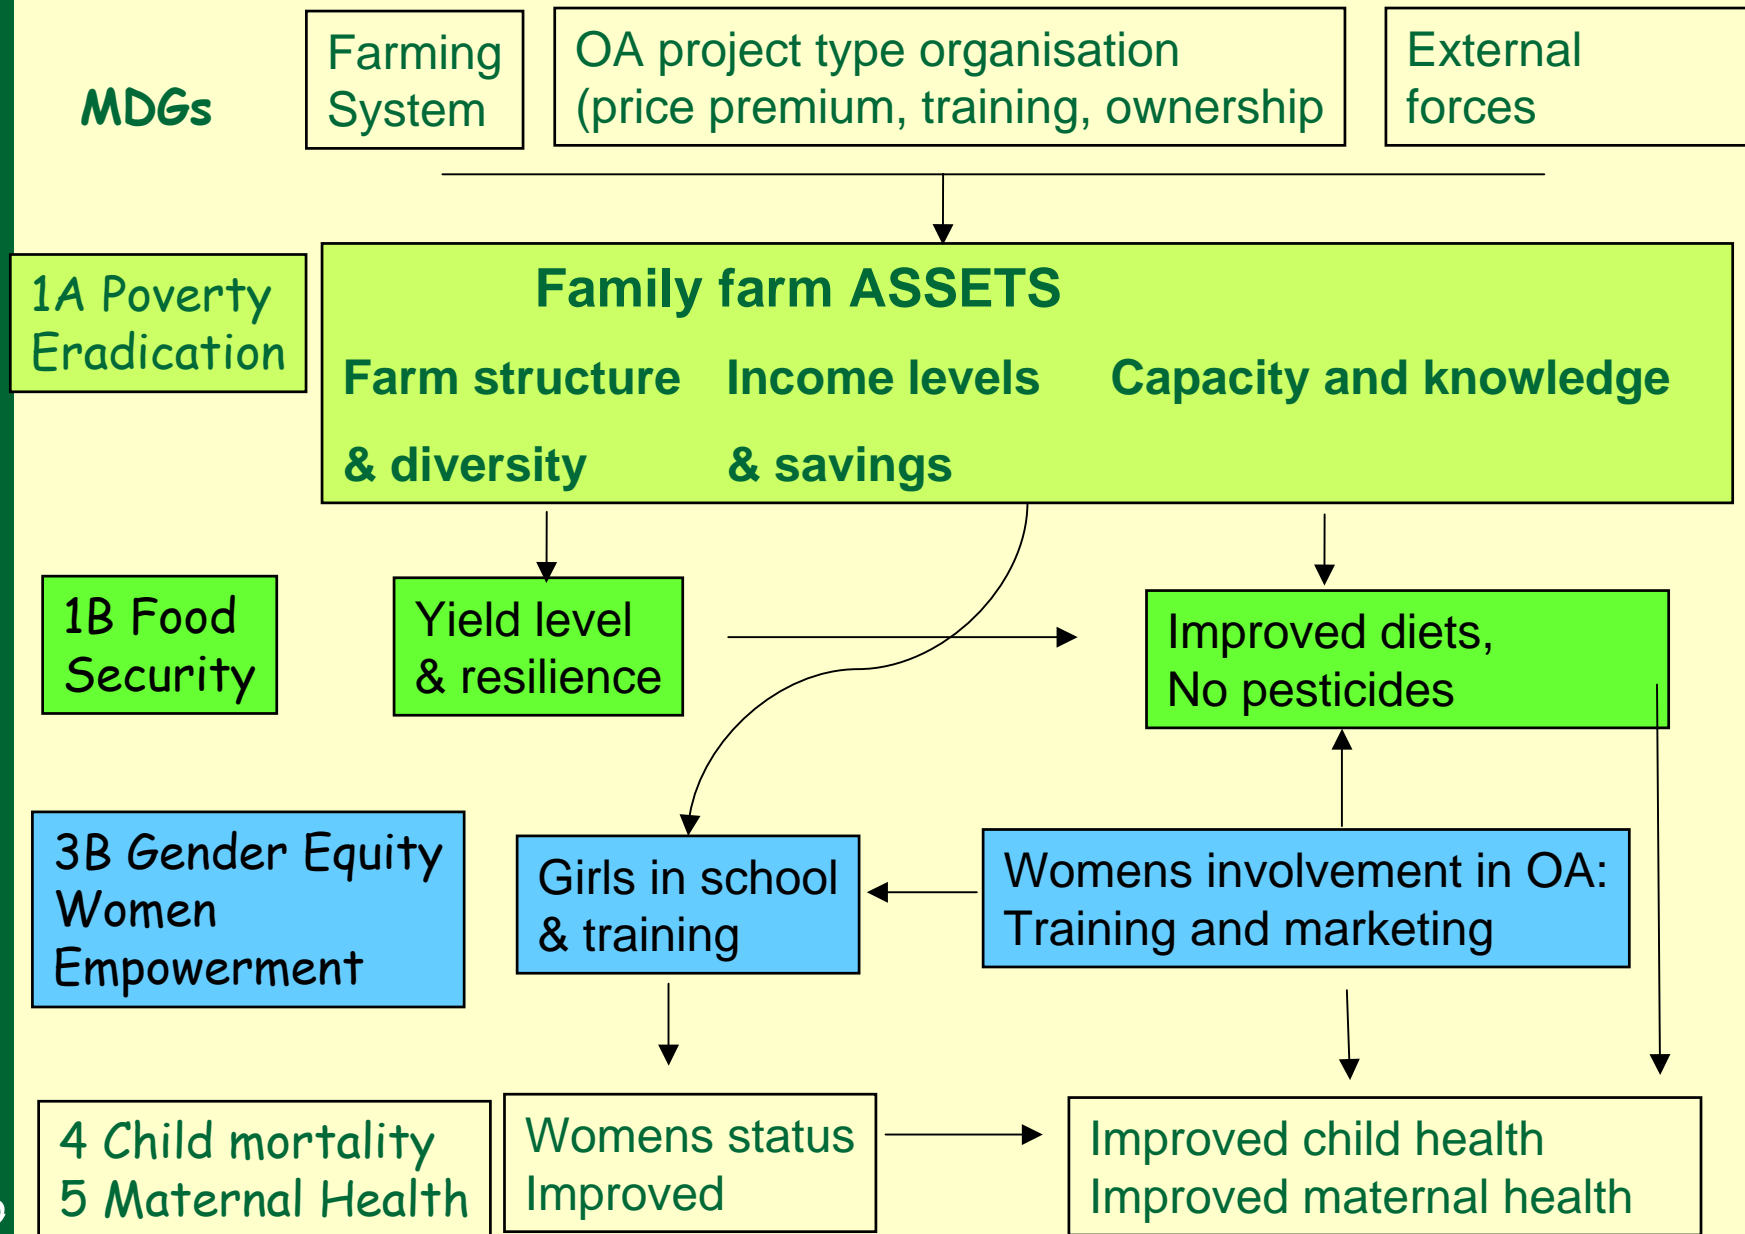 MDGs
Farming
System
OA project type organisation
(price premium, training, ownership
External
forces
1A Poverty
Eradication
Family farm ASSETS
Farm structure
& diversity
Income levels
& savings
Capacity and knowledge
1B Food
Security
Yield level
& resilience
Improved diets,
No pesticides
3B Gender Equity
Women
Empowerment
Girls in school
& training
Womens involvement in OA:
Training and marketing
4 Child mortality
5 Maternal Health
Womens status
Improved
Improved child health
Improved maternal health